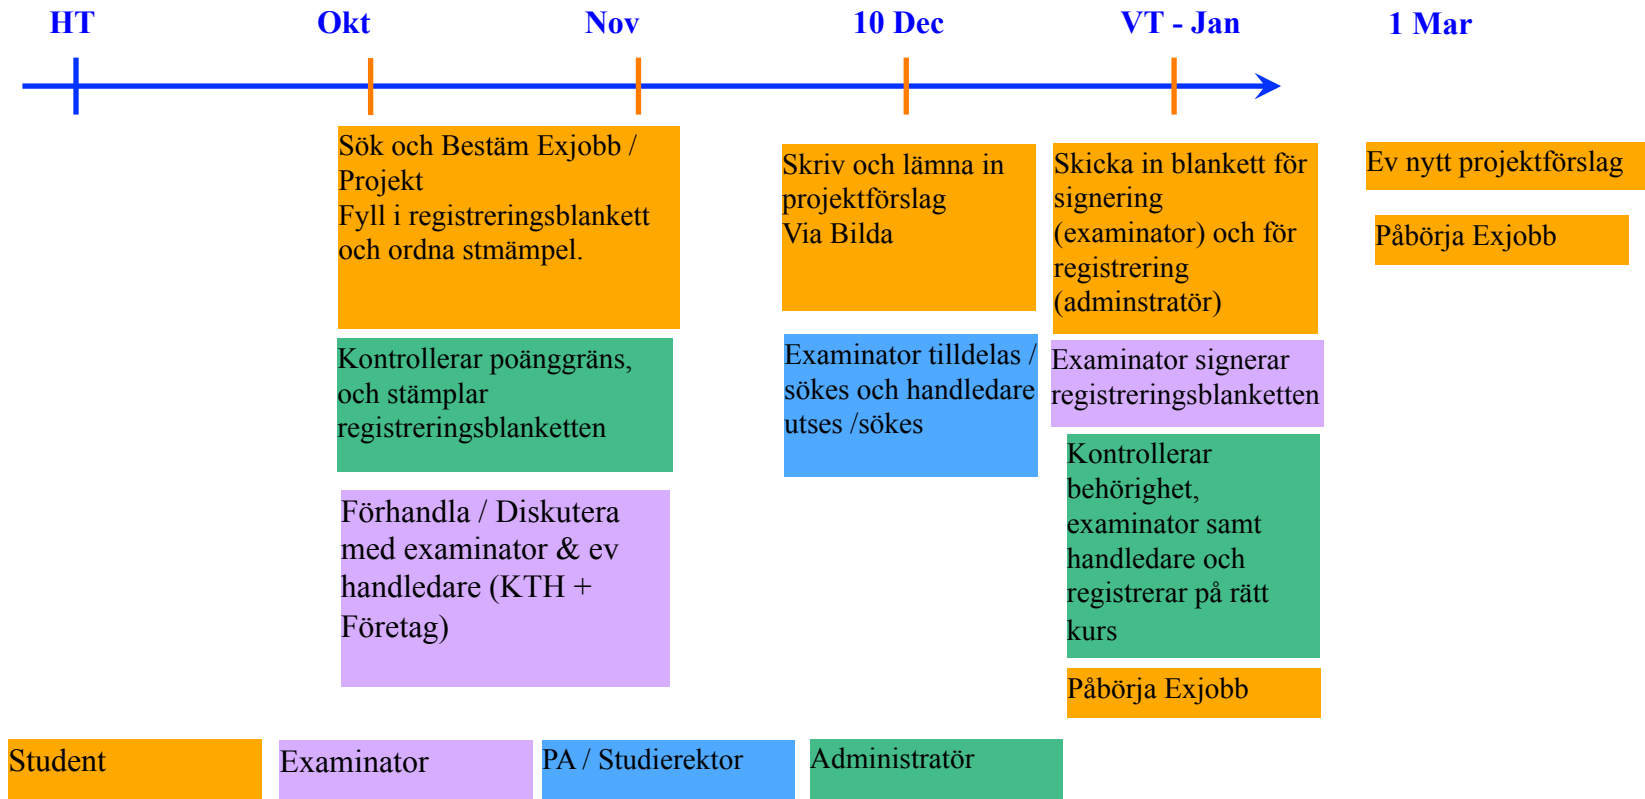 HT
Okt
Nov
10 Dec
VT - Jan
1 Mar
Sök och Bestäm Exjobb /
Projekt
Fyll i registreringsblankett
och ordna stmämpel.
Kontrollerar poänggräns,
och stämplar
registreringsblanketten
Förhandla / Diskutera
med examinator & ev
handledare (KTH +
Företag)
Skriv och lämna in
projektförslag
Via Bilda
Examinator tilldelas /
sökes och handledare
utses /sökes
Skicka in blankett för
signering
(examinator) och för
registrering
(adminstratör)
Examinator signerar
registreringsblanketten
Kontrollerar
behörighet,
examinator samt
handledare och
registrerar på rätt
kurs
Påbörja Exjobb
Ev nytt projektförslag
Påbörja Exjobb
Student
Examinator
PA / Studierektor
Administratör